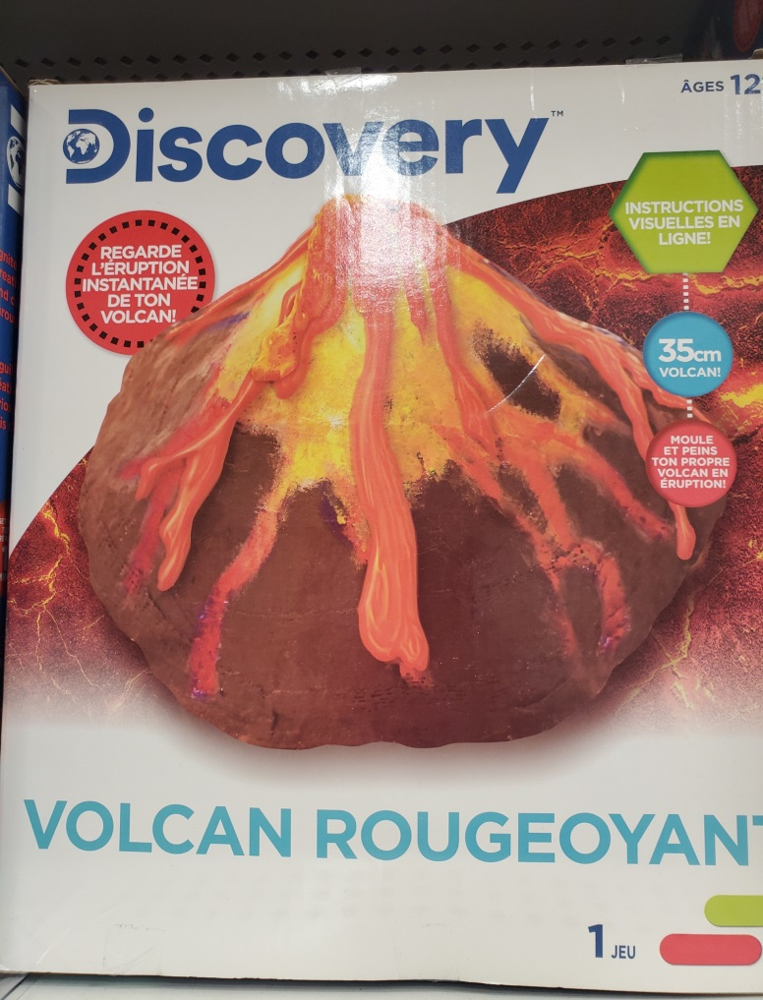 ÂGES 12
Discovery™
INSTRUCTIONS
VISUELLES EN
LIGNE!
REGARDE
L'ÉRUPTION
INSTANTANÉE
DE TON
VOLCAN!
35cm
VOLCAN!
MOULE
ET PEINS
TON PROPRE
VOLCAN EN
ÉRUPTION!
VOLCAN ROUGEOYANT
1 JEU